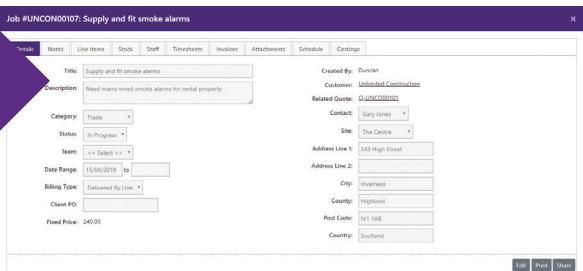 Job #UNCON00107: Supply and fit smoke alarms ×
Details Notes Line Items Stock Staff Timesheets Invoices Attachments Schedule Costings
Title: Supply and fit smoke alarms
Description: Need mains wired smoke alarms for rental property
Category: Trade
Status: In Progress
Team: << Select >>
Date Range: 15/04/2019 to
Billing Type: Delivered By Line
Client PO:
Fixed Price: 240.00
Created By: Duncan
Customer: Unlimited Construction
Related Quote: Q-UNCO00101
Contact: Gary Jones
Site: The Centre
Address Line 1: 343 High Street
Address Line 2:
City: Inverness
County: Highland
Post Code: IV1 1AB
Country: Scotland
Edit Print Share